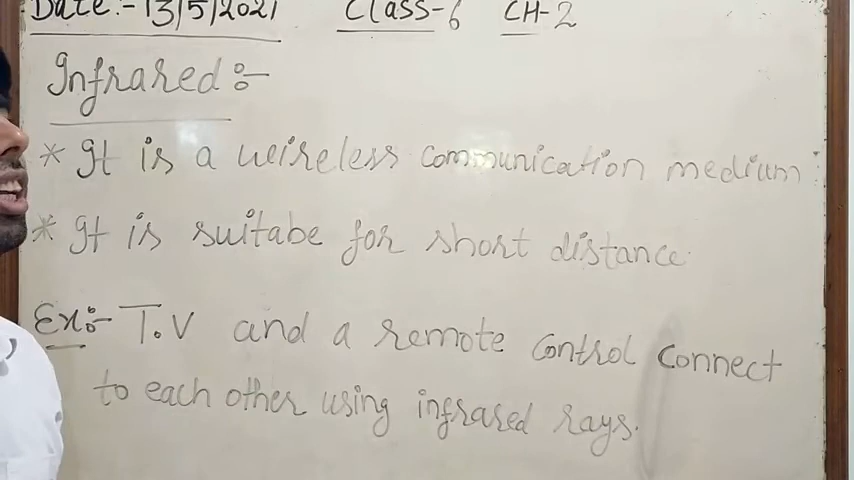 Date:- 13/5/2021 Class-6 CH-2
Infrared:-
* It is a wireless communication medium.
* It is suitabe for short distance.
Ex:- T.V and a remote control connect
to each other using infrared rays.